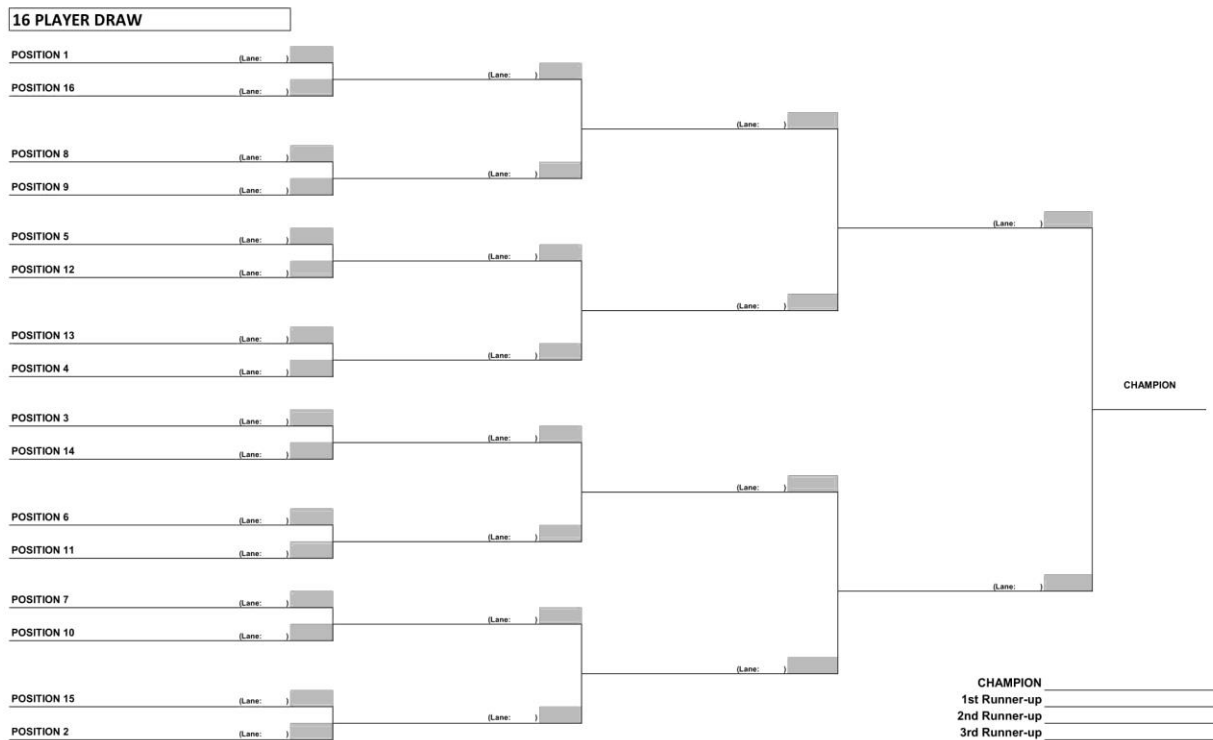 16 PLAYER DRAW
POSITION 1 (Lane: )
(Lane: )
POSITION 16 (Lane: )
(Lane: )
POSITION 8 (Lane: )
(Lane: )
POSITION 9 (Lane: )
(Lane: )
POSITION 5 (Lane: )
(Lane: )
POSITION 12 (Lane: )
(Lane: )
POSITION 13 (Lane: )
(Lane: )
POSITION 4 (Lane: )
CHAMPION
POSITION 3 (Lane: )
(Lane: )
POSITION 14 (Lane: )
(Lane: )
POSITION 6 (Lane: )
(Lane: )
POSITION 11 (Lane: )
(Lane: )
POSITION 7 (Lane: )
(Lane: )
POSITION 10 (Lane: )
(Lane: )
POSITION 15 (Lane: )
(Lane: )
POSITION 2 (Lane: )
CHAMPION
1st Runner-up
2nd Runner-up
3rd Runner-up